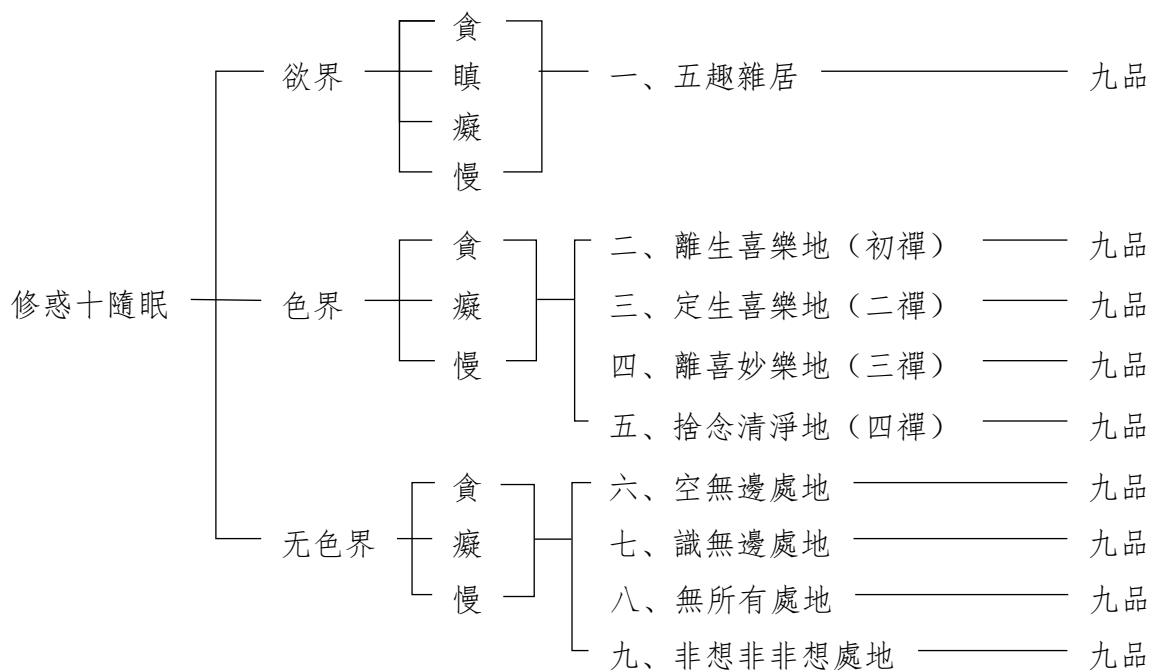 貪
欲界 瞋 一、五趣雜居 九品
癡
慢
貪 二、離生喜樂地（初禪） 九品
修惑十隨眠 色界 癡 三、定生喜樂地（二禪） 九品
慢 四、離喜妙樂地（三禪） 九品
五、捨念清淨地（四禪） 九品
貪 六、空無邊處地 九品
无色界 癡 七、識無邊處地 九品
慢 八、無所有處地 九品
九、非想非非想處地 九品